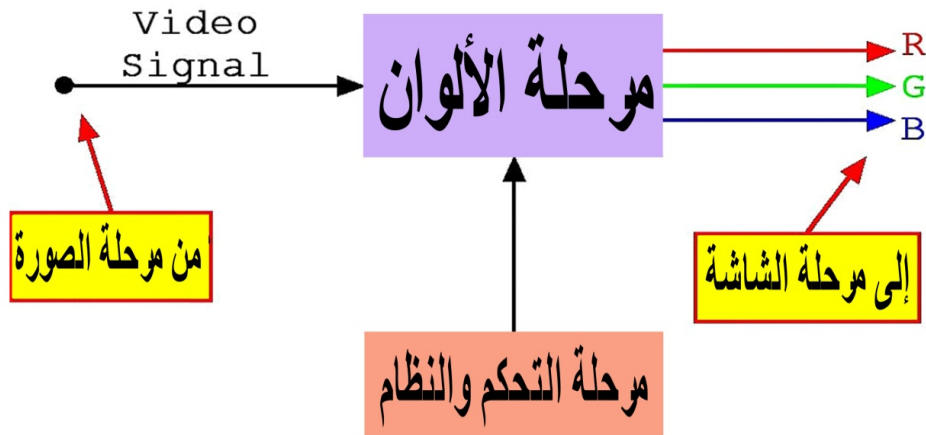 Video
Signal
مرحلة الألوان
R
G
B
من مرحلة الصورة
إلى مرحلة الشاشة
مرحلة التحكم والنظام